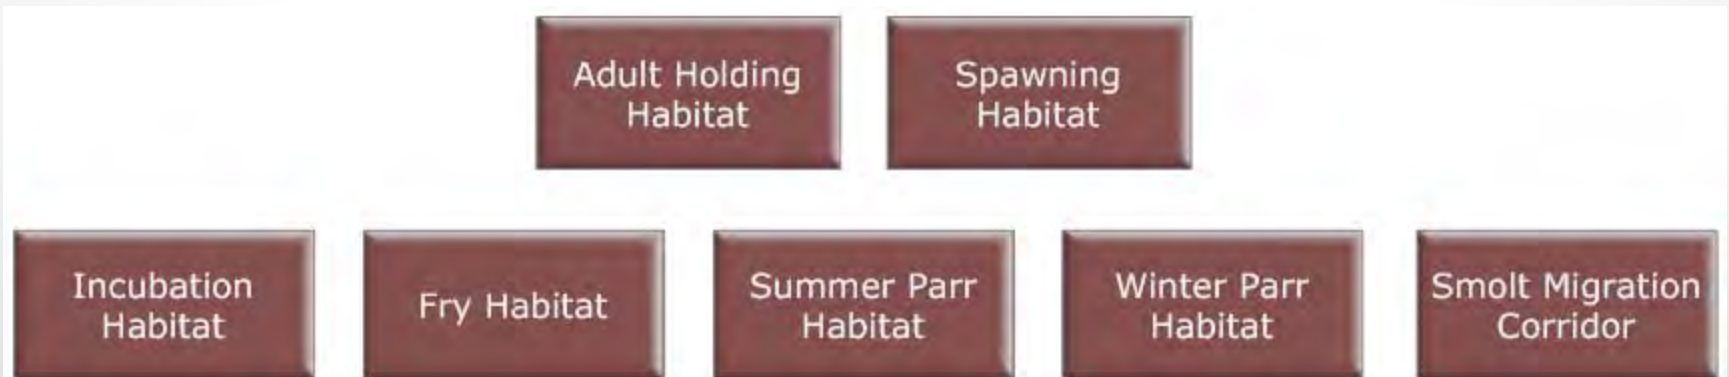 Adult Holding
Habitat
Spawning
Habitat
Incubation
Habitat
Fry Habitat
Summer Parr
Habitat
Winter Parr
Habitat
Smolt Migration
Corridor